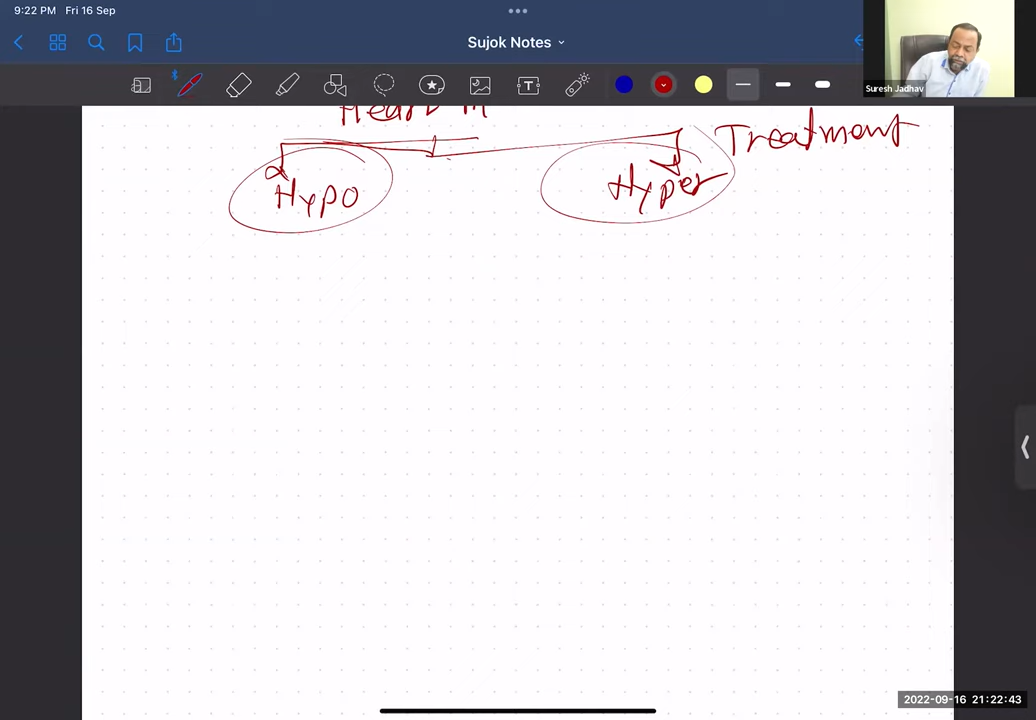 9:22 PM Fri 16 Sep
Sujok Notes
Suresh Jadhav
Heart M
Treatment
Hypo
Hyper
2022-09-16 21:22:43